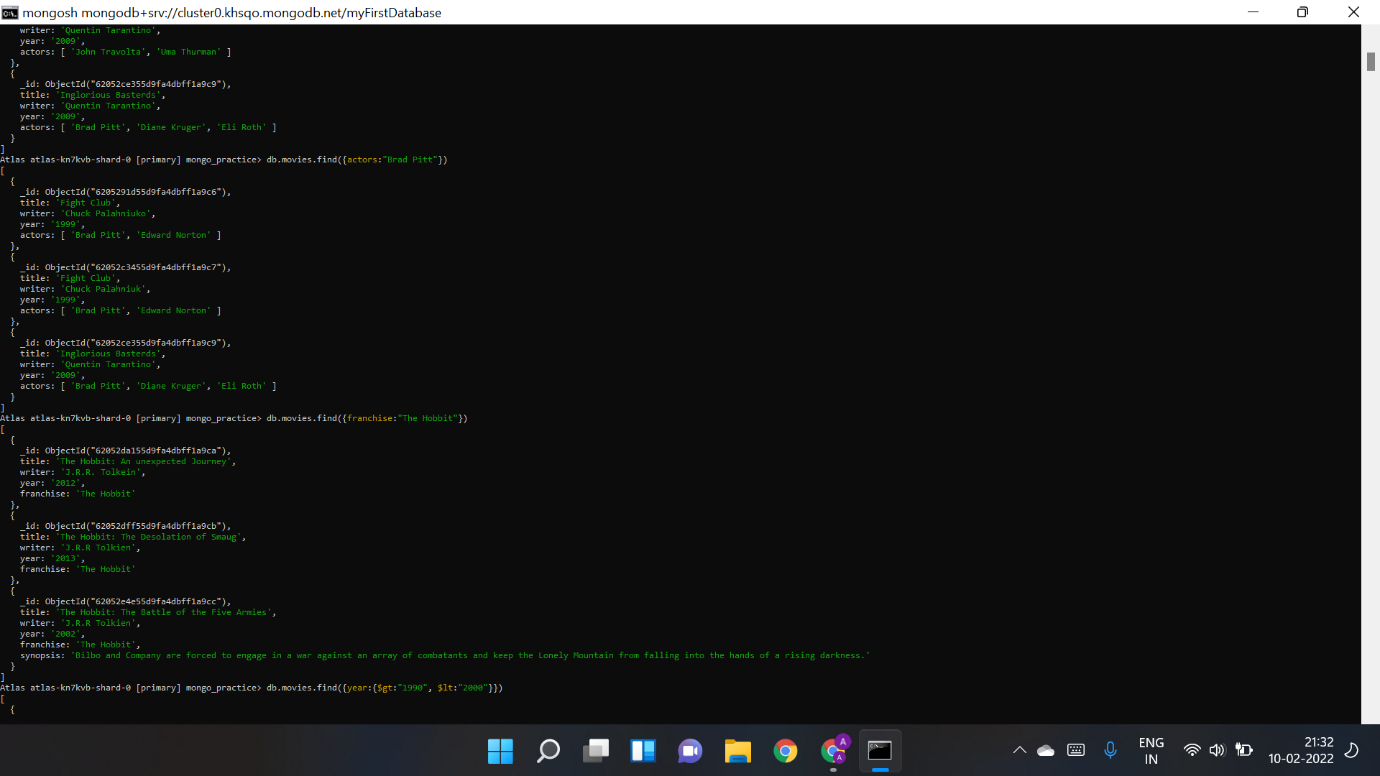 mongosh mongodb+srv://cluster0.khsqo.mongodb.net/myFirstDatabase
writer: 'Quentin Tarantino',
year: '2009',
actors: [ 'John Travolta', 'Uma Thurman' ]
},
{
_id: ObjectId("62052ce355d9fa4dbff1a9c9"),
title: 'Inglorious Basterds',
writer: 'Quentin Tarantino',
year: '2009',
actors: [ 'Brad Pitt', 'Diane Kruger', 'Eli Roth' ]
}
]
Atlas atlas-kn7kvb-shard-0 [primary] mongo_practice> db.movies.find({actors:"Brad Pitt"})
[
{
_id: ObjectId("6205291d55d9fa4dbff1a9c6"),
title: 'Fight Club',
writer: 'Chuck Palahniuko',
year: '1999',
actors: [ 'Brad Pitt', 'Edward Norton' ]
},
{
_id: ObjectId("62052c3455d9fa4dbff1a9c7"),
title: 'Fight Club',
writer: 'Chuck Palahniuk',
year: '1999',
actors: [ 'Brad Pitt', 'Edward Norton' ]
},
{
_id: ObjectId("62052ce355d9fa4dbff1a9c9"),
title: 'Inglorious Basterds',
writer: 'Quentin Tarantino',
year: '2009',
actors: [ 'Brad Pitt', 'Diane Kruger', 'Eli Roth' ]
}
]
Atlas atlas-kn7kvb-shard-0 [primary] mongo_practice> db.movies.find({franchise:"The Hobbit"})
[
{
_id: ObjectId("62052da155d9fa4dbff1a9ca"),
title: 'The Hobbit: An unexpected Journey',
writer: 'J.R.R. Tolkein',
year: '2012',
franchise: 'The Hobbit'
},
{
_id: ObjectId("62052dff55d9fa4dbff1a9cb"),
title: 'The Hobbit: The Desolation of Smaug',
writer: 'J.R.R Tolkien',
year: '2013',
franchise: 'The Hobbit'
},
{
_id: ObjectId("62052e4e55d9fa4dbff1a9cc"),
title: 'The Hobbit: The Battle of the Five Armies',
writer: 'J.R.R Tolkien',
year: '2002',
franchise: 'The Hobbit',
synopsis: 'Bilbo and Company are forced to engage in a war against an array of combatants and keep the Lonely Mountain from falling into the hands of a rising darkness.'
}
]
Atlas atlas-kn7kvb-shard-0 [primary] mongo_practice> db.movies.find({year:{$gt:"1990", $lt:"2000"}})
[
{
A
A
ENG
IN
21:32
10-02-2022